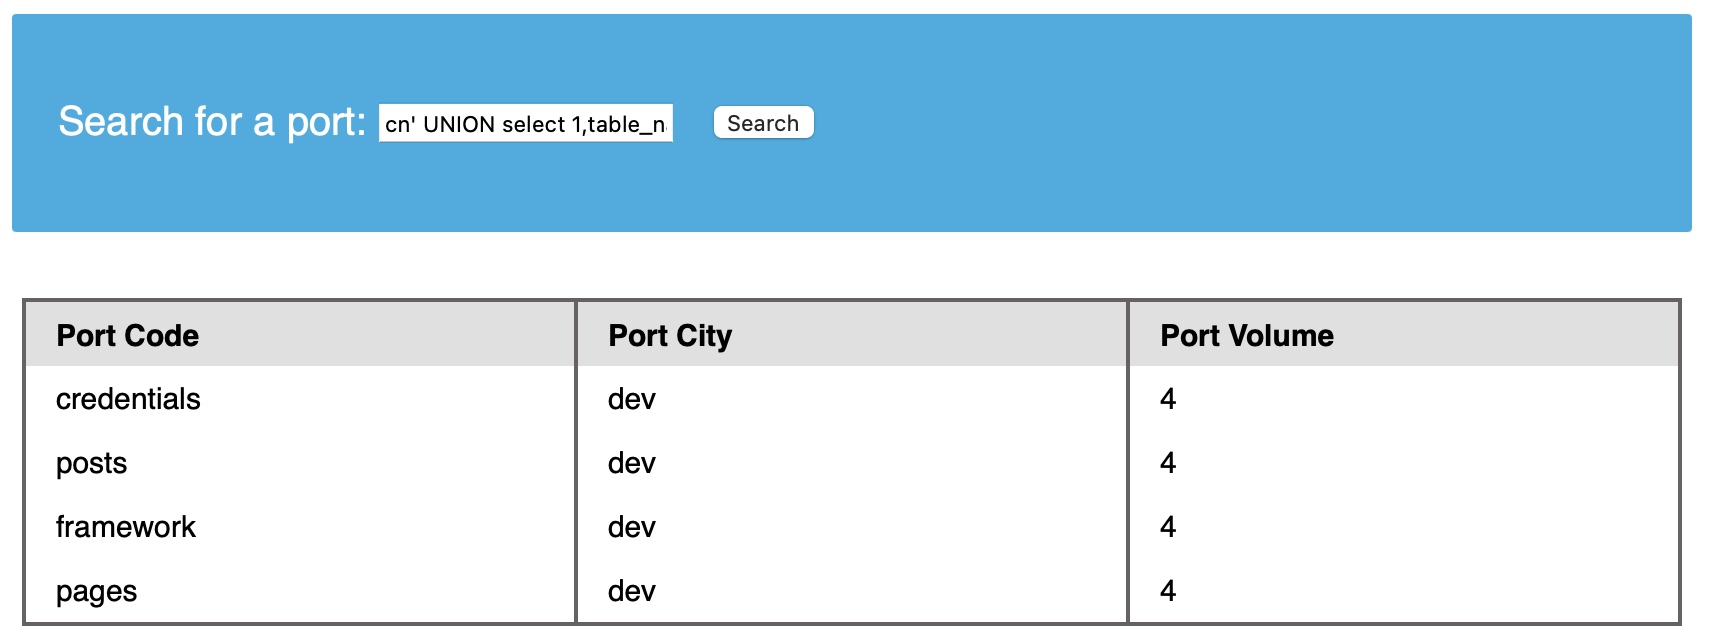 Search for a port: cn' UNION select 1,table_n Search
Port Code Port City Port Volume
credentials dev 4
posts dev 4
framework dev 4
pages dev 4